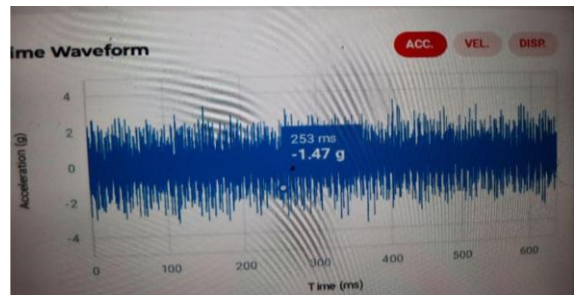 ime Waveform
ACC.
VEL.
DISP.
Acceleration (g)
4
2
0
-2
-4
253 ms
-1.47 g
0
100
200
300
400
500
600
Time (ms)